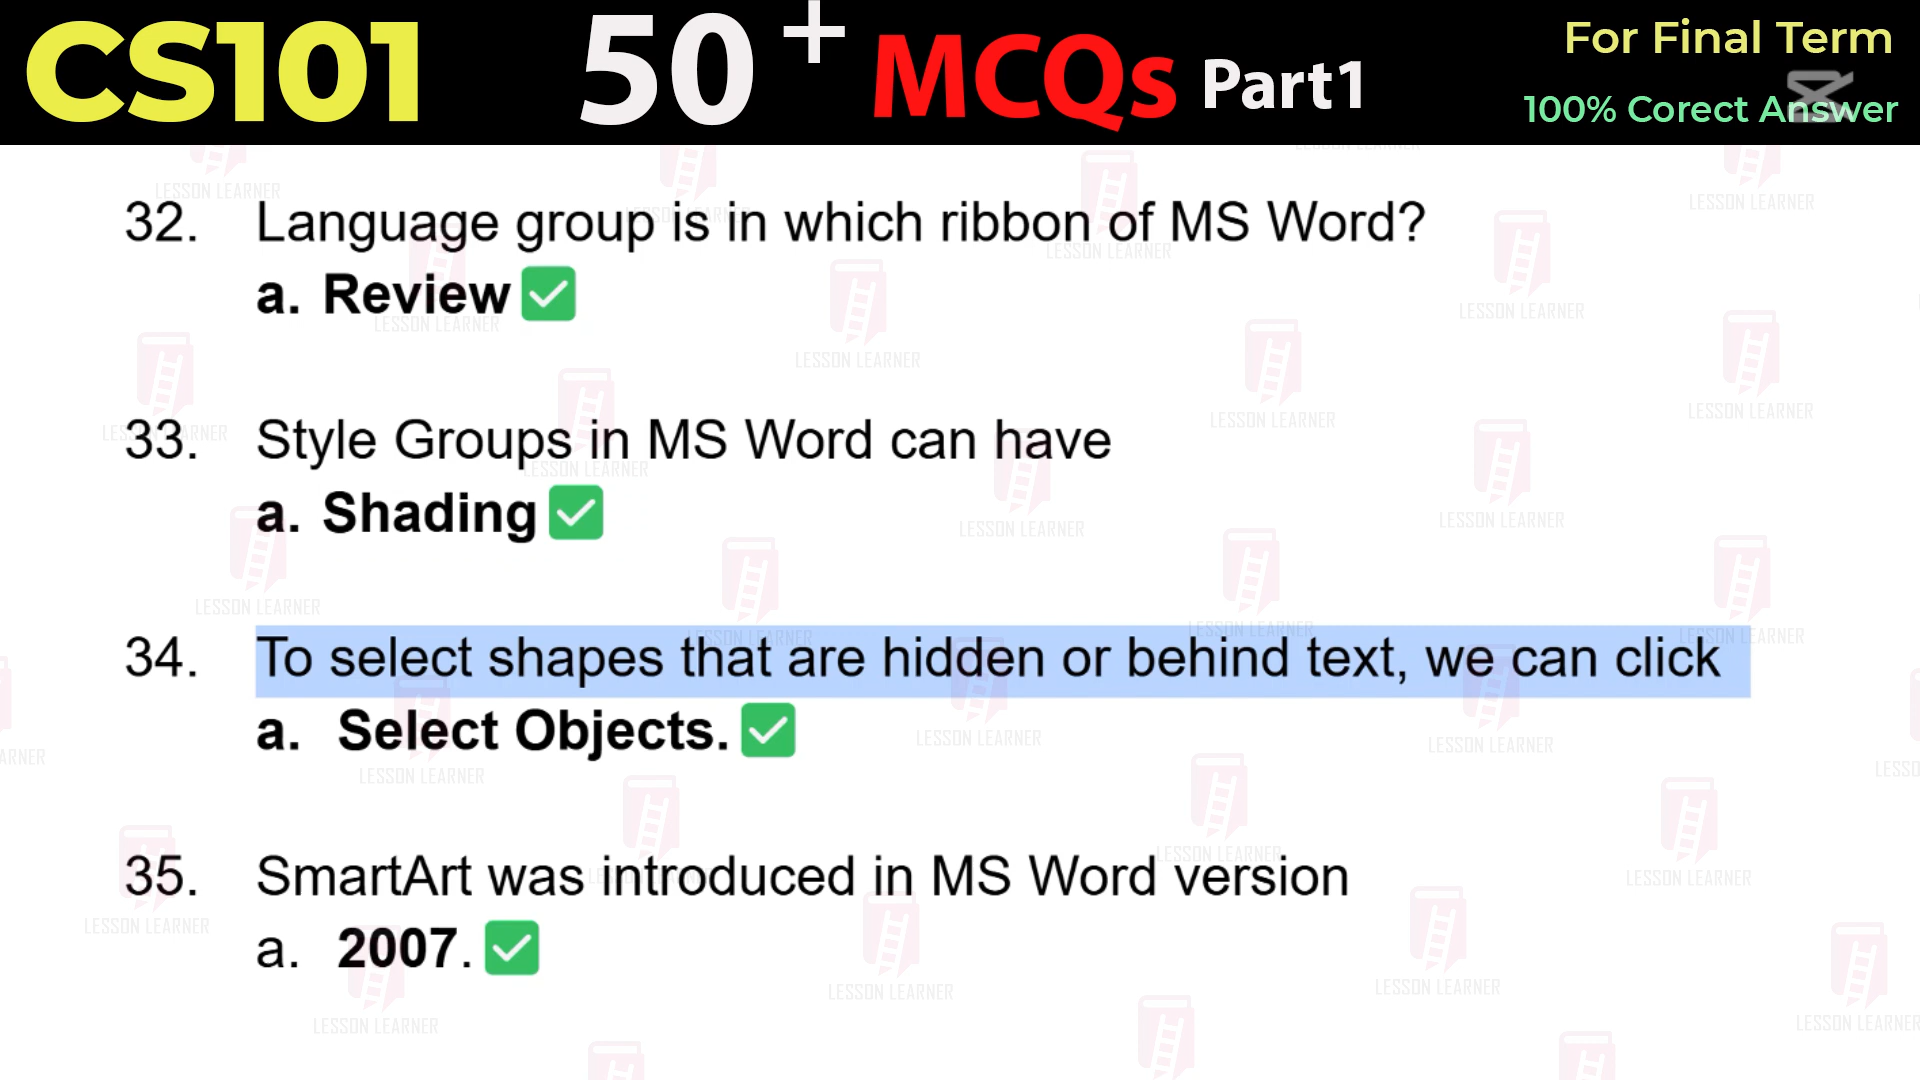 CS101 50+ MCQs Part1
For Final Term
100% Corect Answer
32. Language group is in which ribbon of MS Word?
a. Review ✅
33. Style Groups in MS Word can have
a. Shading ✅
34. To select shapes that are hidden or behind text, we can click
a. Select Objects. ✅
35. SmartArt was introduced in MS Word version
a. 2007. ✅
LESSON LEARNER